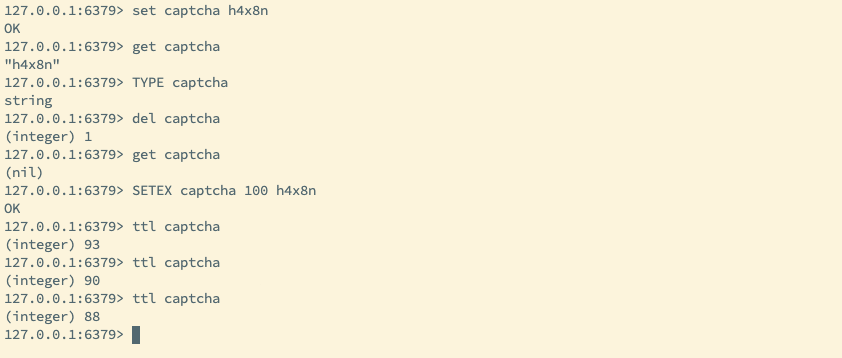 127.0.0.1:6379> set captcha h4x8n
OK
127.0.0.1:6379> get captcha
"h4x8n"
127.0.0.1:6379> TYPE captcha
string
127.0.0.1:6379> del captcha
(integer) 1
127.0.0.1:6379> get captcha
(nil)
127.0.0.1:6379> SETEX captcha 100 h4x8n
OK
127.0.0.1:6379> ttl captcha
(integer) 93
127.0.0.1:6379> ttl captcha
(integer) 90
127.0.0.1:6379> ttl captcha
(integer) 88
127.0.0.1:6379>